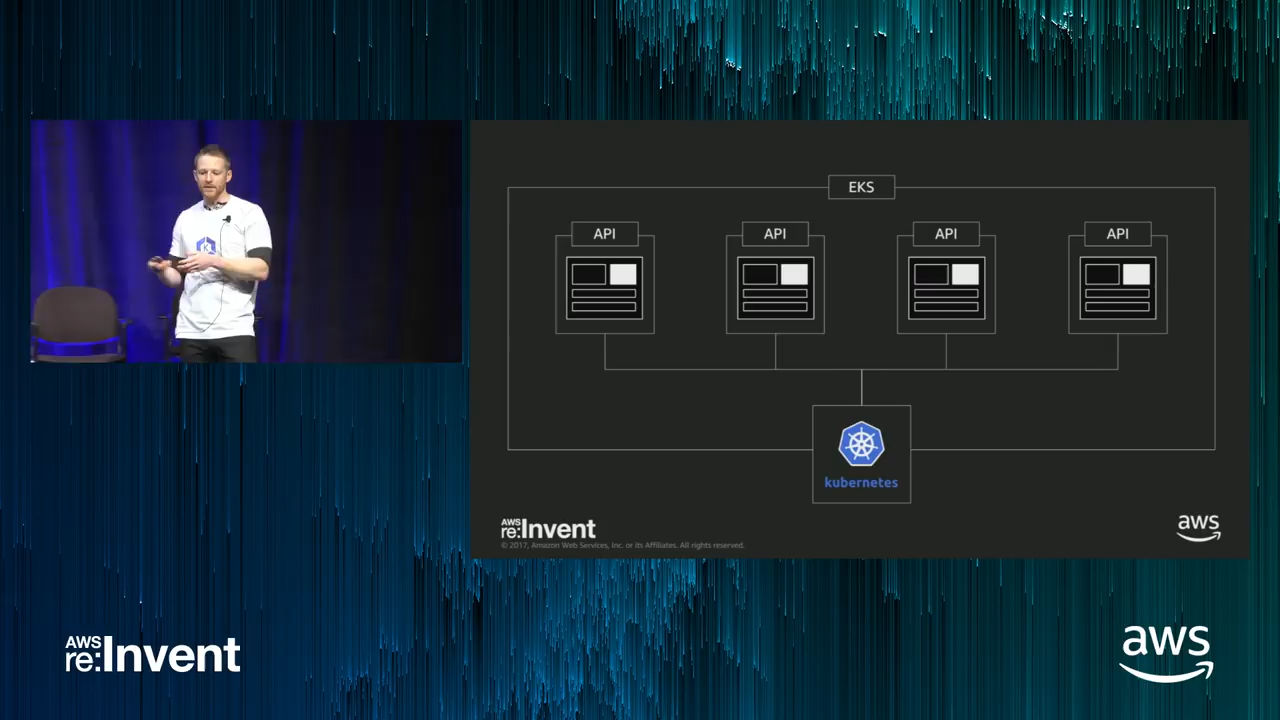 EKS
API
API
API
API
kubernetes
AWS
re:Invent
© 2017, Amazon Web Services, Inc. or its Affiliates. All rights reserved.
aws
AWS
re:Invent
aws